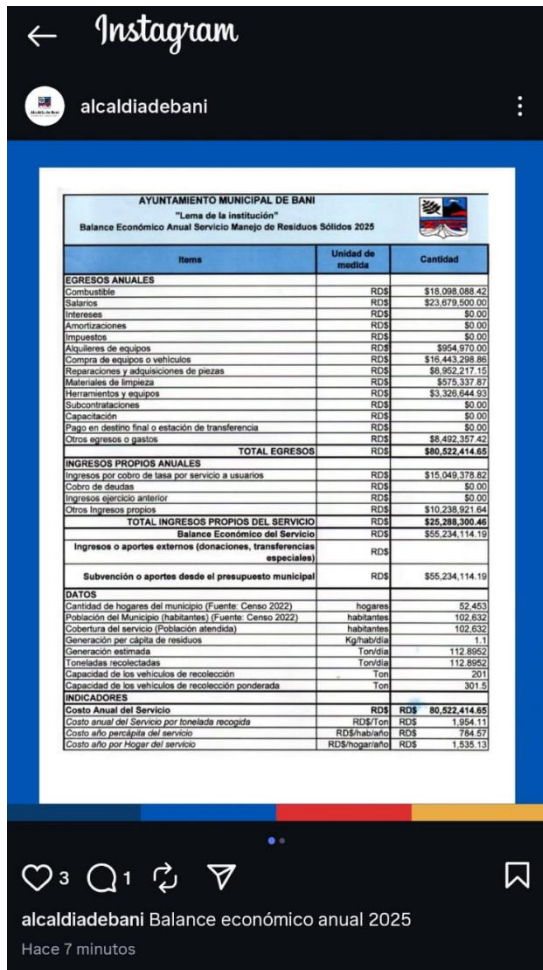 Instagram
alcaldiadebani
AYUNTAMIENTO MUNICIPAL DE BANI
"Lema de la institución"
Balance Económico Anual Servicio Manejo de Residuos Sólidos 2025
Items Unidad de medida Cantidad
EGRESOS ANUALES
Combustible RD$ $18,098,088.42
Salarios RD$ $23,679,500.00
Intereses RD$ $0.00
Amortizaciones RD$ $0.00
Impuestos RD$ $0.00
Alquileres de equipos RD$ $954,970.00
Compra de equipos o vehículos RD$ $16,443,298.86
Reparaciones y adquisiciones de piezas RD$ $8,952,217.15
Materiales de limpieza RD$ $575,337.87
Herramientos y equipos RD$ $3,326,644.93
Subcontrataciones RD$ $0.00
Capacitación RD$ $0.00
Pago en destino final o estación de transferencia RD$ $0.00
Otros egresos o gastos RD$ $8,492,357.42
TOTAL EGRESOS RD$ $80,522,414.65
INGRESOS PROPIOS ANUALES
Ingresos por cobro de tasa por servicio a usuarios RD$ $15,049,378.82
Cobro de deudas RD$ $0.00
Ingresos ejercicio anterior RD$ $0.00
Otros Ingresos propios RD$ $10,238,921.64
TOTAL INGRESOS PROPIOS DEL SERVICIO RD$ $25,288,300.46
Balance Económico del Servicio RD$ $55,234,114.19
Ingresos o aportes externos (donaciones, transferencias especiales) RD$
Subvención o aportes desde el presupuesto municipal RD$ $55,234,114.19
DATOS
Cantidad de hogares del municipio (Fuente: Censo 2022) hogares 52,453
Población del Municipio (habitantes) (Fuente: Censo 2022) habitantes 102,632
Cobertura del servicio (Población atendida) habitantes 102,632
Generación per cápita de residuos Kg/hab/día 1.1
Generación estimada Ton/día 112.8952
Toneladas recolectadas Ton/día 112.8952
Capacidad de los vehículos de recolección Ton 201
Capacidad de los vehículos de recolección ponderada Ton 301.5
INDICADORES
Costo Anual del Servicio RD$ RD$ 80,522,414.65
Costo anual del Servicio por tonelada recogida RD$/Ton RD$ 1,954.11
Costo año percápita del servicio RD$/hab/año RD$ 784.57
Costo año por Hogar del servicio RD$/hogar/año RD$ 1,535.13
3 1
alcaldiadebani Balance económico anual 2025
Hace 7 minutos